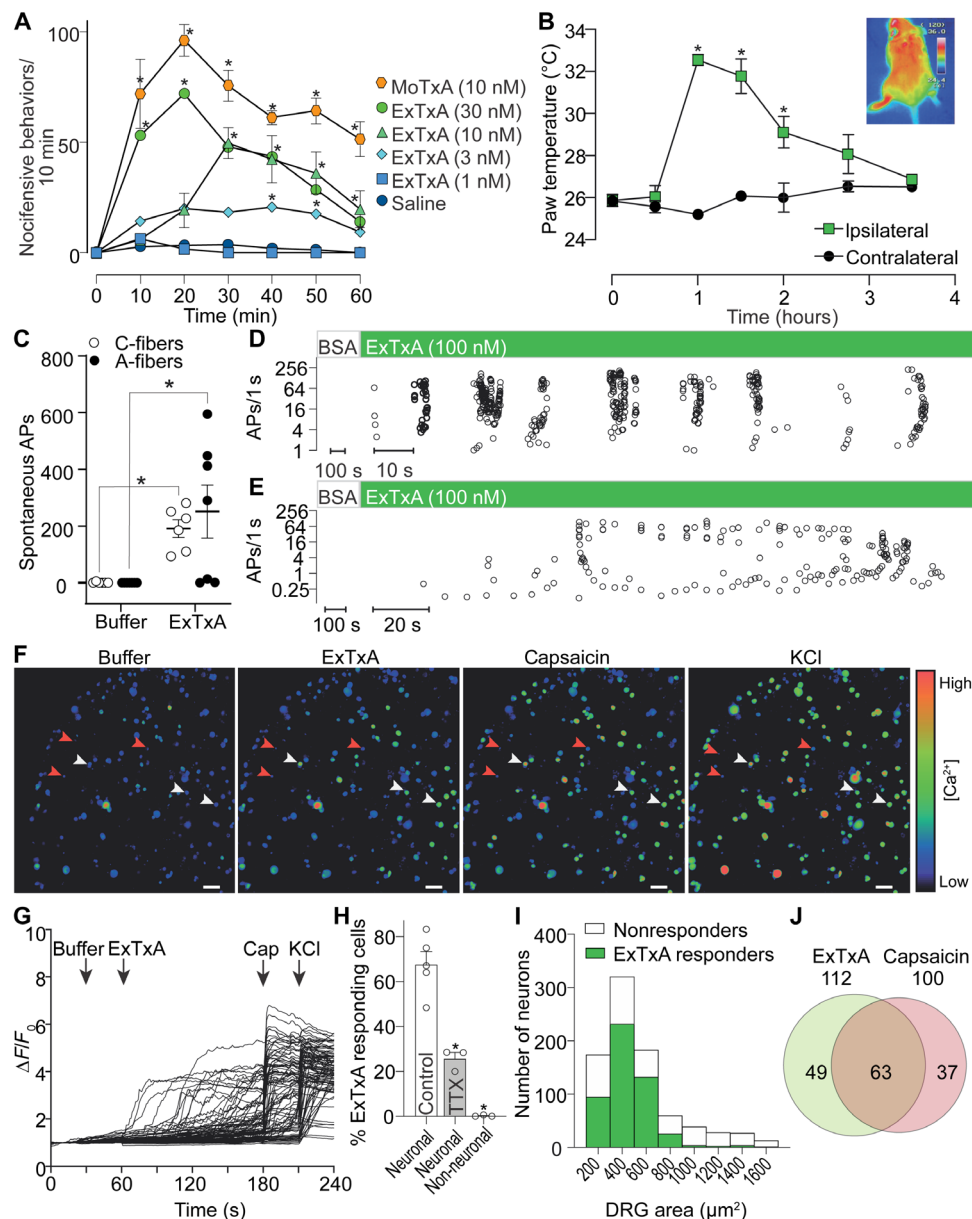 A
Nocifensive behaviors/
10 min
100
50
0
0 10 20 30 40 50 60
Time (min)
MoTxA (10 nM)
ExTxA (30 nM)
ExTxA (10 nM)
ExTxA (3 nM)
ExTxA (1 nM)
Saline
* * * * * *
* * * * *
* *
B
Paw temperature (°C)
36
32
28
24
0 1 2 3 4
Time (hours)
* * *
Ipsilateral
Contralateral
36.0
C
C-fibers
A-fibers
Spontaneous APs
800
600
400
200
0
* *
Buffer ExTxA
D
BSA ExTxA (100 nM)
APs/1 s
256
64
16
4
1
100 s 10 s
E
BSA ExTxA (100 nM)
APs/1 s
256
64
16
4
1
0.25
100 s 20 s
F
Buffer ExTxA Capsaicin KCl
High
[Ca2+]
Low
G
Buffer ExTxA Cap KCl
ΔF/F0
10
8
6
4
2
0
0 60 120 180 240
Time (s)
H
% ExTxA responding cells
80
60
40
20
0
Control
TTX
* *
Neuronal
Neuronal
Non-neuronal
I
Nonresponders
ExTxA responders
Number of neurons
400
300
200
100
0
200 400 600 800 1000 1200 1400 1600
DRG area (µm2)
J
ExTxA Capsaicin
112 100
49 63 37